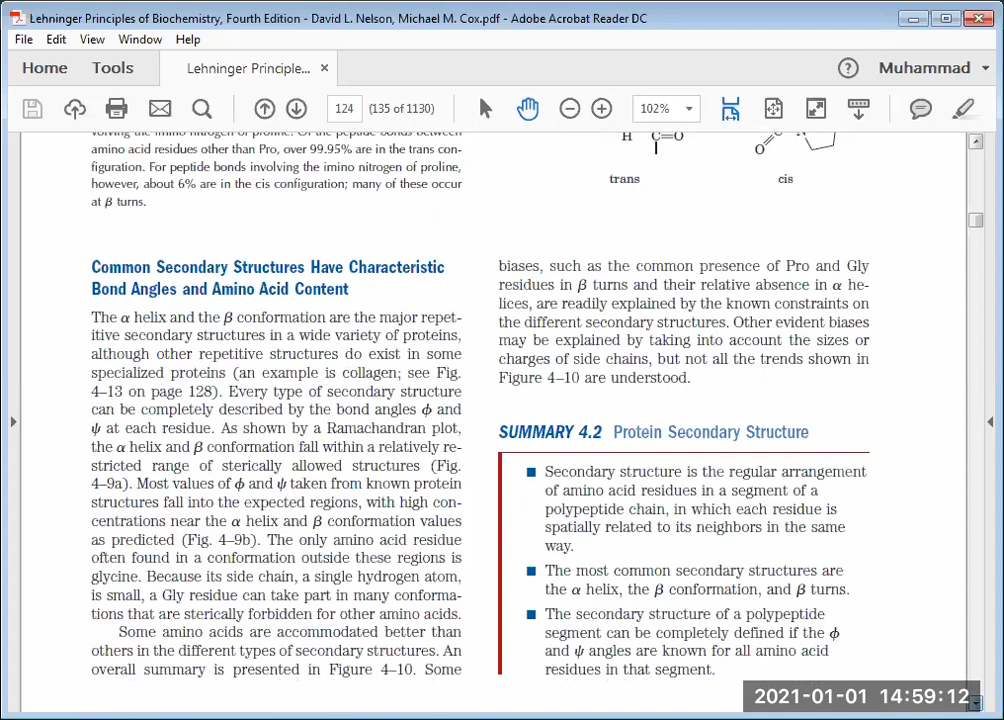 Lehninger Principles of Biochemistry, Fourth Edition - David L. Nelson, Michael M. Cox.pdf - Adobe Acrobat Reader DC
File Edit View Window Help
Home Tools Lehninger Principle... × ? Muhammad
124 (135 of 1130) 102%
volving the imino nitrogen of proline. Of the peptide bonds between
amino acid residues other than Pro, over 99.95% are in the trans con-
figuration. For peptide bonds involving the imino nitrogen of proline,
however, about 6% are in the cis configuration; many of these occur
at β turns.
H C=O
O C N
trans cis
Common Secondary Structures Have Characteristic
Bond Angles and Amino Acid Content
The α helix and the β conformation are the major repet-
itive secondary structures in a wide variety of proteins,
although other repetitive structures do exist in some
specialized proteins (an example is collagen; see Fig.
4–13 on page 128). Every type of secondary structure
can be completely described by the bond angles ϕ and
ψ at each residue. As shown by a Ramachandran plot,
the α helix and β conformation fall within a relatively re-
stricted range of sterically allowed structures (Fig.
4–9a). Most values of ϕ and ψ taken from known protein
structures fall into the expected regions, with high con-
centrations near the α helix and β conformation values
as predicted (Fig. 4–9b). The only amino acid residue
often found in a conformation outside these regions is
glycine. Because its side chain, a single hydrogen atom,
is small, a Gly residue can take part in many conforma-
tions that are sterically forbidden for other amino acids.
Some amino acids are accommodated better than
others in the different types of secondary structures. An
overall summary is presented in Figure 4–10. Some
biases, such as the common presence of Pro and Gly
residues in β turns and their relative absence in α he-
lices, are readily explained by the known constraints on
the different secondary structures. Other evident biases
may be explained by taking into account the sizes or
charges of side chains, but not all the trends shown in
Figure 4–10 are understood.
SUMMARY 4.2 Protein Secondary Structure
■ Secondary structure is the regular arrangement
of amino acid residues in a segment of a
polypeptide chain, in which each residue is
spatially related to its neighbors in the same
way.
■ The most common secondary structures are
the α helix, the β conformation, and β turns.
■ The secondary structure of a polypeptide
segment can be completely defined if the ϕ
and ψ angles are known for all amino acid
residues in that segment.
2021-01-01 14:59:12